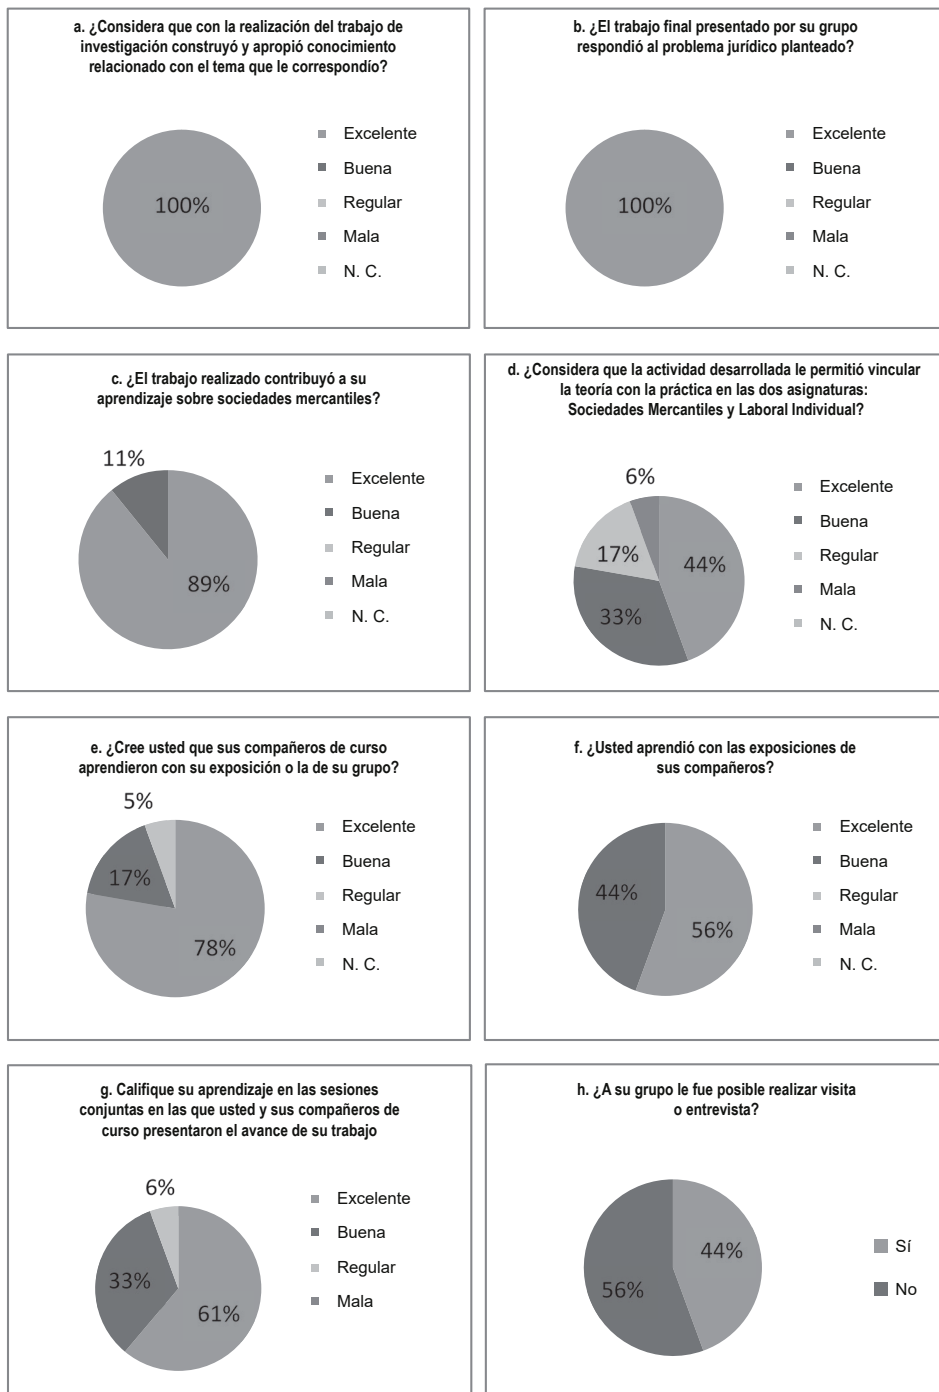 a. ¿Considera que con la realización del trabajo de
investigación construyó y apropió conocimiento
relacionado con el tema que le correspondío?
100%
Excelente
Buena
Regular
Mala
N. C.
b. ¿El trabajo final presentado por su grupo
respondió al problema jurídico planteado?
100%
Excelente
Buena
Regular
Mala
N. C.
c. ¿El trabajo realizado contribuyó a su
aprendizaje sobre sociedades mercantiles?
11%
89%
Excelente
Buena
Regular
Mala
N. C.
d. ¿Considera que la actividad desarrollada le permitió vincular
la teoría con la práctica en las dos asignaturas:
Sociedades Mercantiles y Laboral Individual?
6%
17%
44%
33%
Excelente
Buena
Regular
Mala
N. C.
e. ¿Cree usted que sus compañeros de curso
aprendieron con su exposición o la de su grupo?
5%
17%
78%
Excelente
Buena
Regular
Mala
N. C.
f. ¿Usted aprendió con las exposiciones de
sus compañeros?
44%
56%
Excelente
Buena
Regular
Mala
N. C.
g. Califique su aprendizaje en las sesiones
conjuntas en las que usted y sus compañeros de
curso presentaron el avance de su trabajo
6%
33%
61%
Excelente
Buena
Regular
Mala
h. ¿A su grupo le fue posible realizar visita
o entrevista?
44%
56%
Sí
No